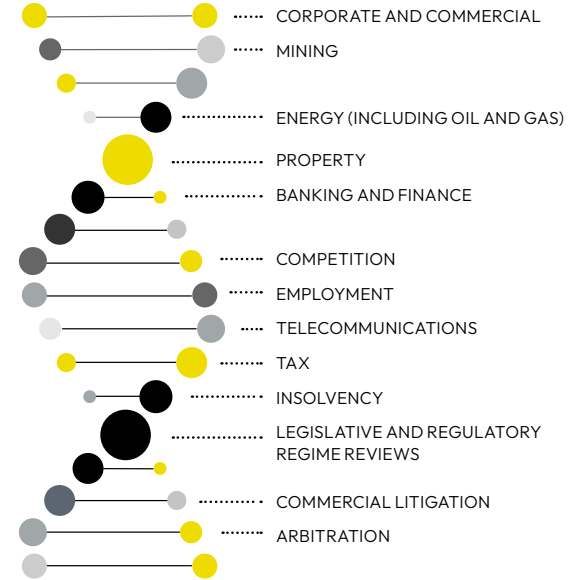 CORPORATE AND COMMERCIAL
MINING
ENERGY (INCLUDING OIL AND GAS)
PROPERTY
BANKING AND FINANCE
COMPETITION
EMPLOYMENT
TELECOMMUNICATIONS
TAX
INSOLVENCY
LEGISLATIVE AND REGULATORY
REGIME REVIEWS
COMMERCIAL LITIGATION
ARBITRATION